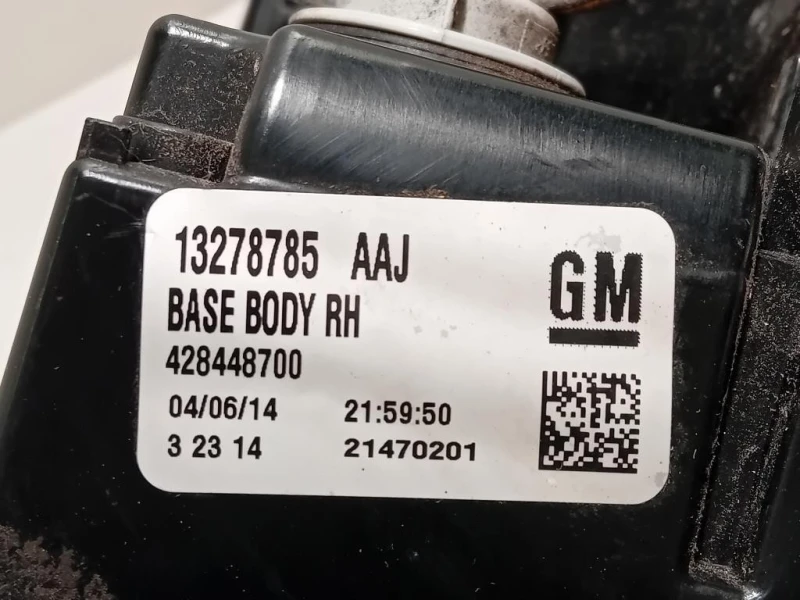 13278785 AAJ
BASE BODY RH
428448700
04/06/14 21:59:50
3 23 14 21470201
GM